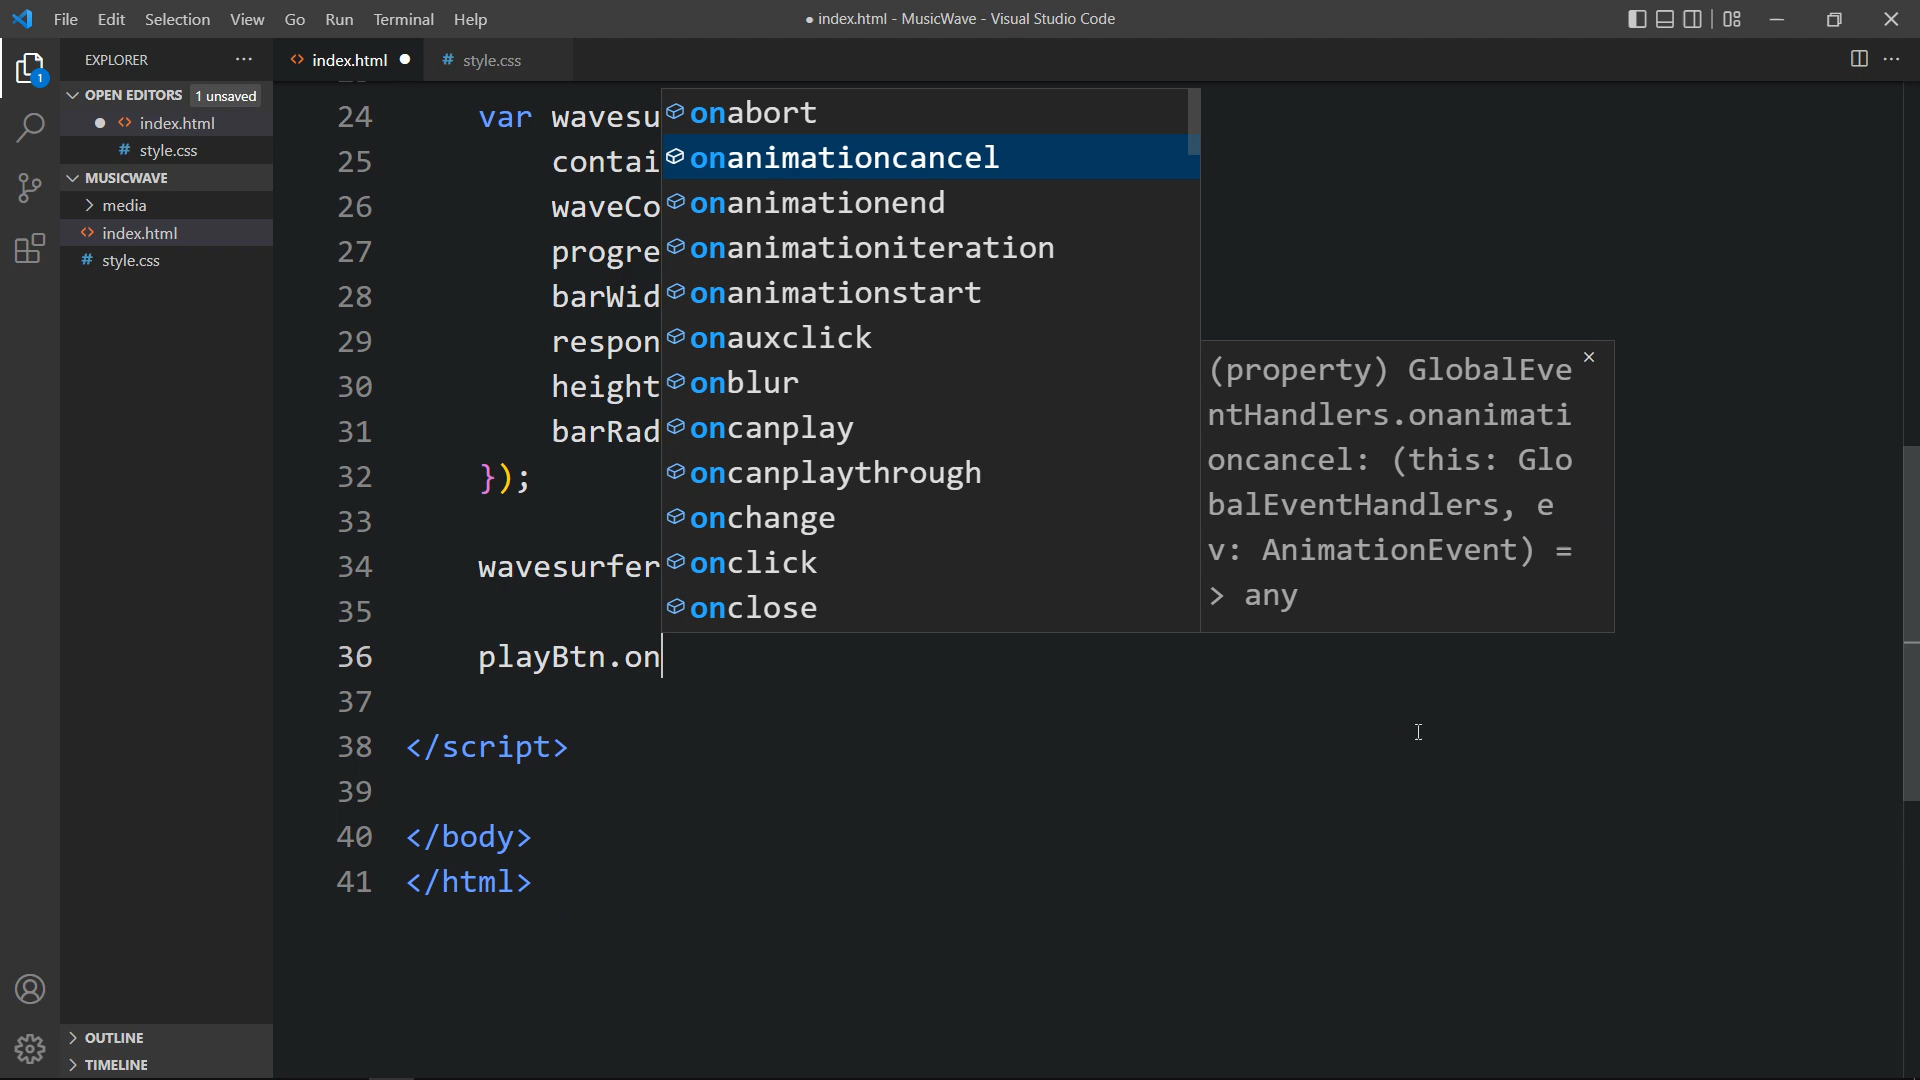 File Edit Selection View Go Run Terminal Help
● index.html - MusicWave - Visual Studio Code
EXPLORER
OPEN EDITORS 1 unsaved
index.html
style.css
MUSICWAVE
media
index.html
style.css
OUTLINE
TIMELINE
1
index.html
style.css
24 var wavesu
25 contai
26 waveCo
27 progre
28 barWid
29 respon
30 height
31 barRad
32 });
33
34 wavesurfer
35
36 playBtn.on
37
38 </script>
39
40 </body>
41 </html>
onabort
onanimationcancel
onanimationend
onanimationiteration
onanimationstart
onauxclick
onblur
oncanplay
oncanplaythrough
onchange
onclick
onclose
(property) GlobalEve
ntHandlers.onanimati
oncancel: (this: Glo
balEventHandlers, e
v: AnimationEvent) =
> any